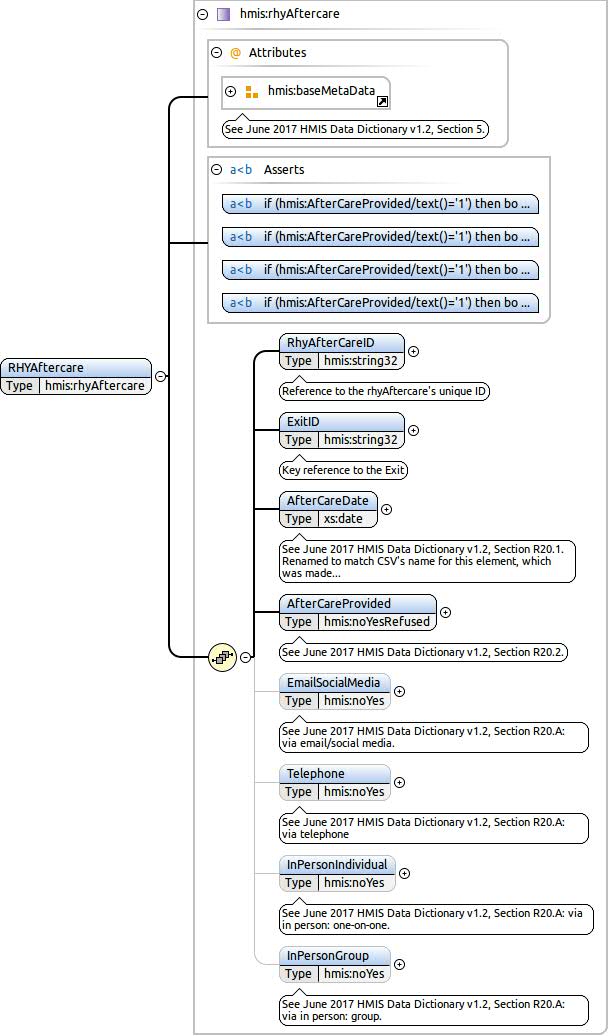 hmis:rhyAftercare
@ Attributes
hmis:baseMetaData
See June 2017 HMIS Data Dictionary v1.2, Section 5.
a<b Asserts
a<b if (hmis:AfterCareProvided/text()='1') then bo ...
a<b if (hmis:AfterCareProvided/text()='1') then bo ...
a<b if (hmis:AfterCareProvided/text()='1') then bo ...
a<b if (hmis:AfterCareProvided/text()='1') then bo ...
RHYAftercare
Type hmis:rhyAftercare
RhyAfterCareID
Type hmis:string32
Reference to the rhyAftercare's unique ID
ExitID
Type hmis:string32
Key reference to the Exit
AfterCareDate
Type xs:date
See June 2017 HMIS Data Dictionary v1.2, Section R20.1.
Renamed to match CSV's name for this element, which
was made...
AfterCareProvided
Type hmis:noYesRefused
See June 2017 HMIS Data Dictionary v1.2, Section R20.2.
EmailSocialMedia
Type hmis:noYes
See June 2017 HMIS Data Dictionary v1.2, Section R20.A:
via email/social media.
Telephone
Type hmis:noYes
See June 2017 HMIS Data Dictionary v1.2, Section R20.A:
via telephone
InPersonIndividual
Type hmis:noYes
See June 2017 HMIS Data Dictionary v1.2, Section R20.A: via
in person: one-on-one.
InPersonGroup
Type hmis:noYes
See June 2017 HMIS Data Dictionary v1.2, Section R20.A:
via in person: group.